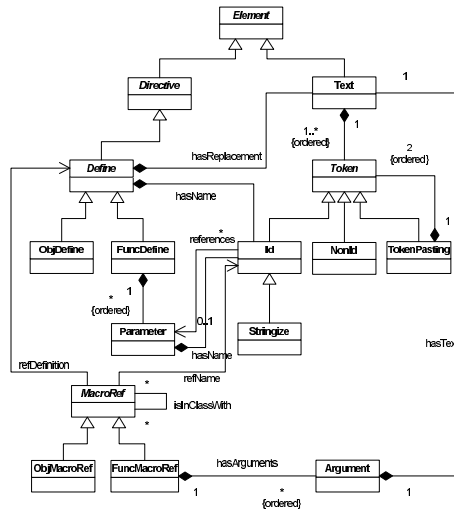 Element
Directive
Text
1
1
1..*
{ordered}
2
{ordered}
hasReplacement
Define
Token
hasName
ObjDefine
FuncDefine
references
*
Id
NonId
TokenPasting
1
1
*
{ordered}
0..1
Parameter
hasName
Stringize
hasTex
refDefinition
refName
MacroRef
*
isInClassWith
*
ObjMacroRef
FuncMacroRef
hasArguments
Argument
1
*
{ordered}
1